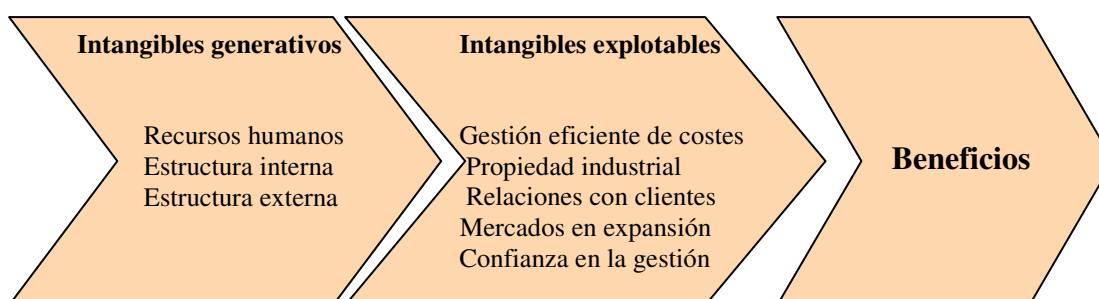 Intangibles generativos
Recursos humanos
Estructura interna
Estructura externa
Intangibles explotables
Gestión eficiente de costes
Propiedad industrial
Relaciones con clientes
Mercados en expansión
Confianza en la gestión
Beneficios